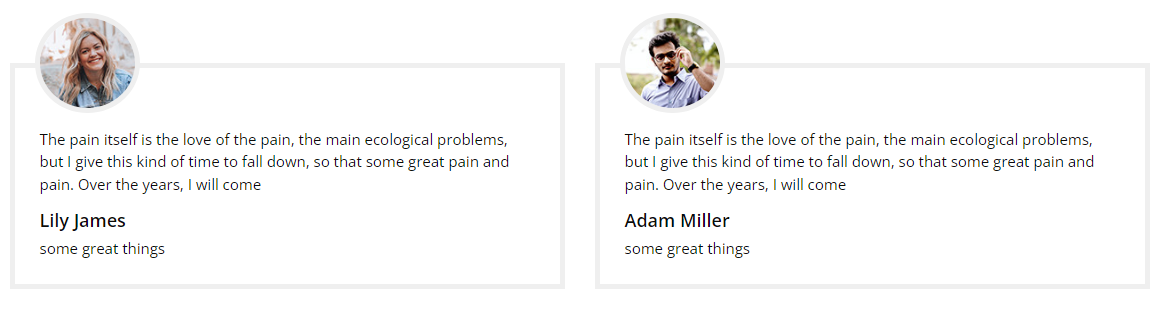 The pain itself is the love of the pain, the main ecological problems,
but I give this kind of time to fall down, so that some great pain and
pain. Over the years, I will come
Lily James
some great things
The pain itself is the love of the pain, the main ecological problems,
but I give this kind of time to fall down, so that some great pain and
pain. Over the years, I will come
Adam Miller
some great things